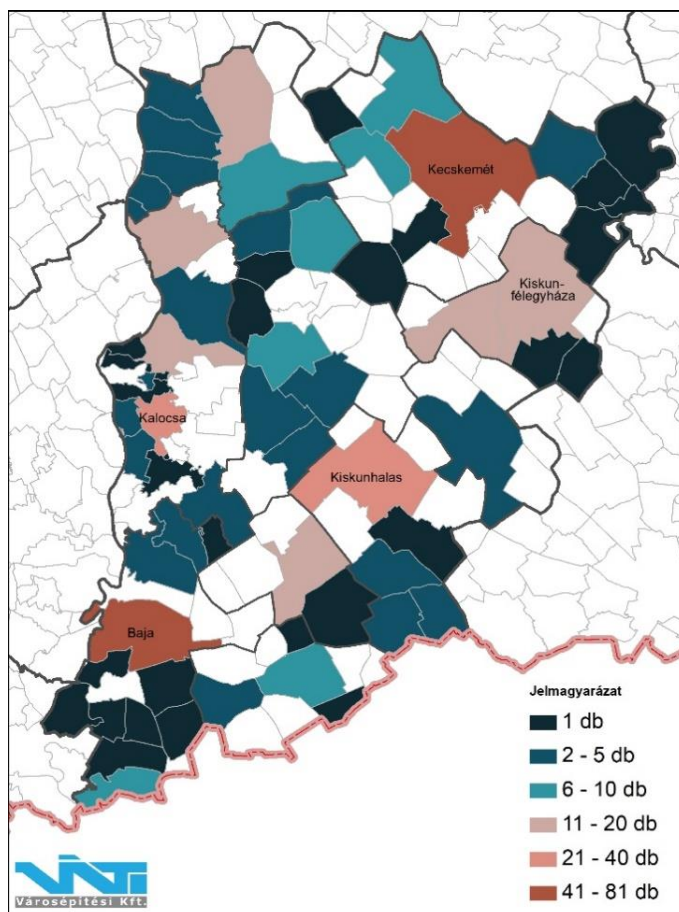 Kecskemét
Kiskun-
félegyháza
Kalocsa
Kiskunhalas
Baja
Jelmagyarázat
1 db
2 - 5 db
6 - 10 db
11 - 20 db
21 - 40 db
41 - 81 db
VÁTI
Városépítési Kft.